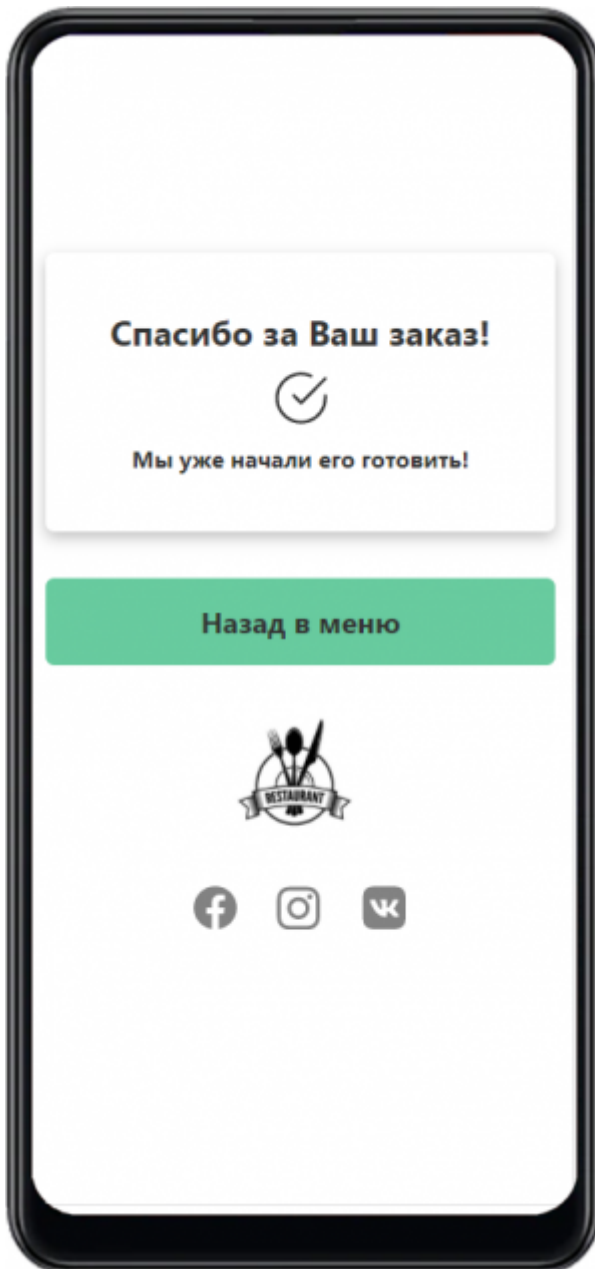 Спасибо за Ваш заказ!
Мы уже начали его готовить!
Назад в меню
RESTAURANT